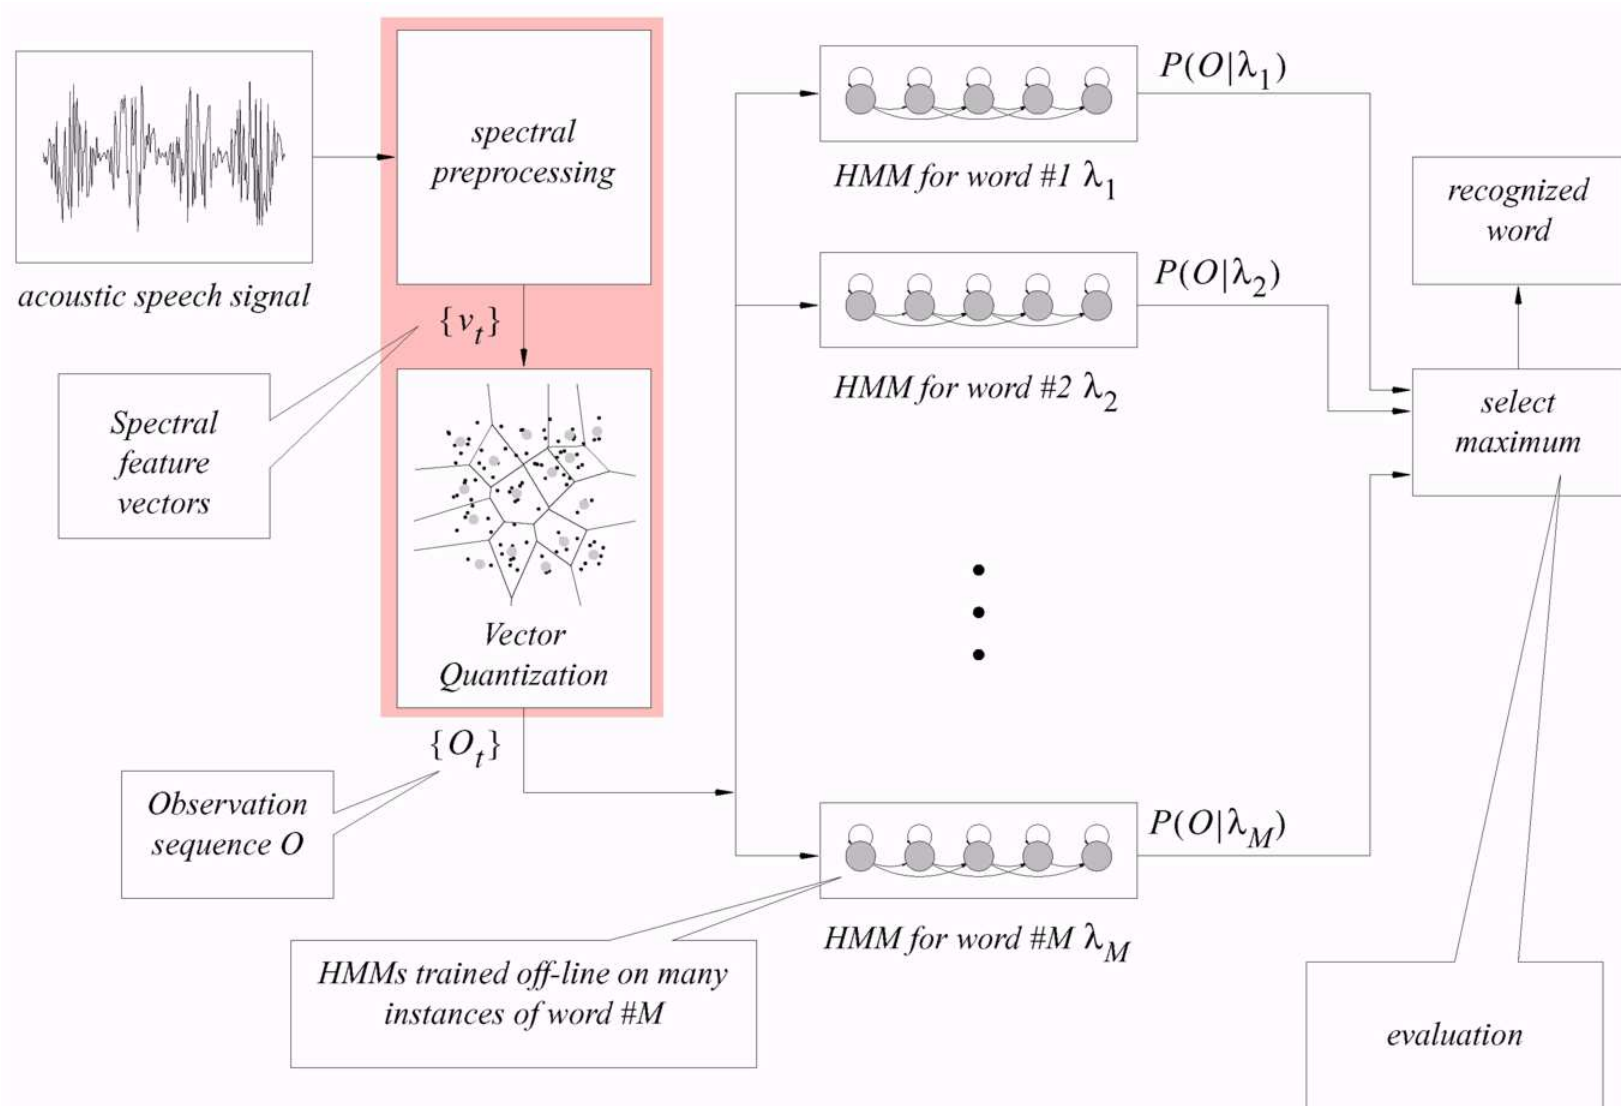 acoustic speech signal
spectral
preprocessing
{v_t}
Spectral
feature
vectors
Vector
Quantization
{O_t}
Observation
sequence O
P(O|λ_1)
HMM for word #1 λ_1
P(O|λ_2)
HMM for word #2 λ_2
P(O|λ_M)
HMM for word #M λ_M
HMMs trained off-line on many
instances of word #M
recognized
word
select
maximum
evaluation